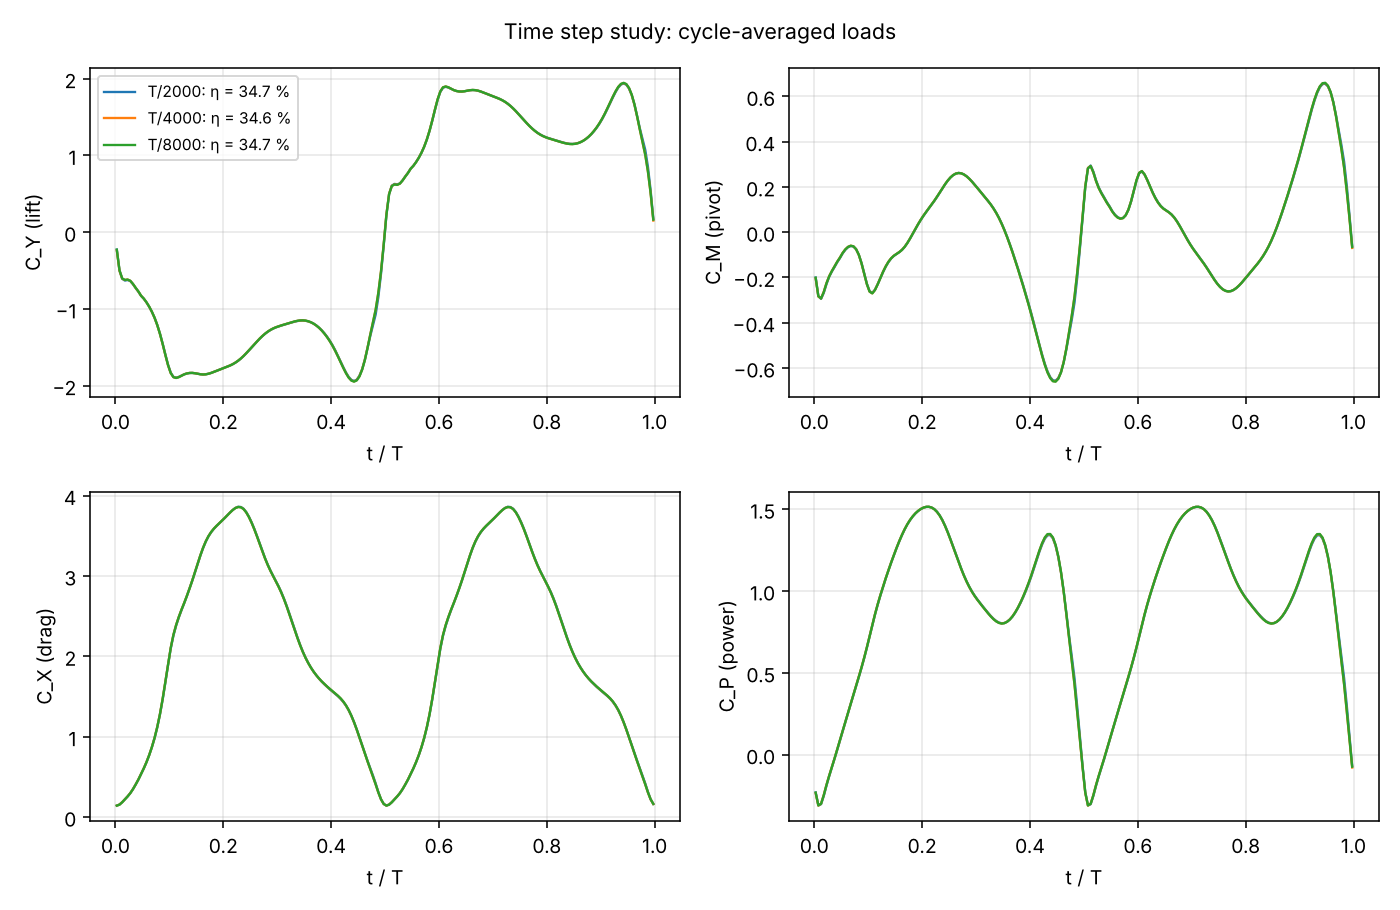 Time step study: cycle-averaged loads
T/2000: η = 34.7 %
T/4000: η = 34.6 %
T/8000: η = 34.7 %
C_Y (lift)
2
1
0
−1
−2
0.0 0.2 0.4 0.6 0.8 1.0
t / T
C_M (pivot)
0.6
0.4
0.2
0.0
−0.2
−0.4
−0.6
0.0 0.2 0.4 0.6 0.8 1.0
t / T
C_X (drag)
4
3
2
1
0
0.0 0.2 0.4 0.6 0.8 1.0
t / T
C_P (power)
1.5
1.0
0.5
0.0
0.0 0.2 0.4 0.6 0.8 1.0
t / T